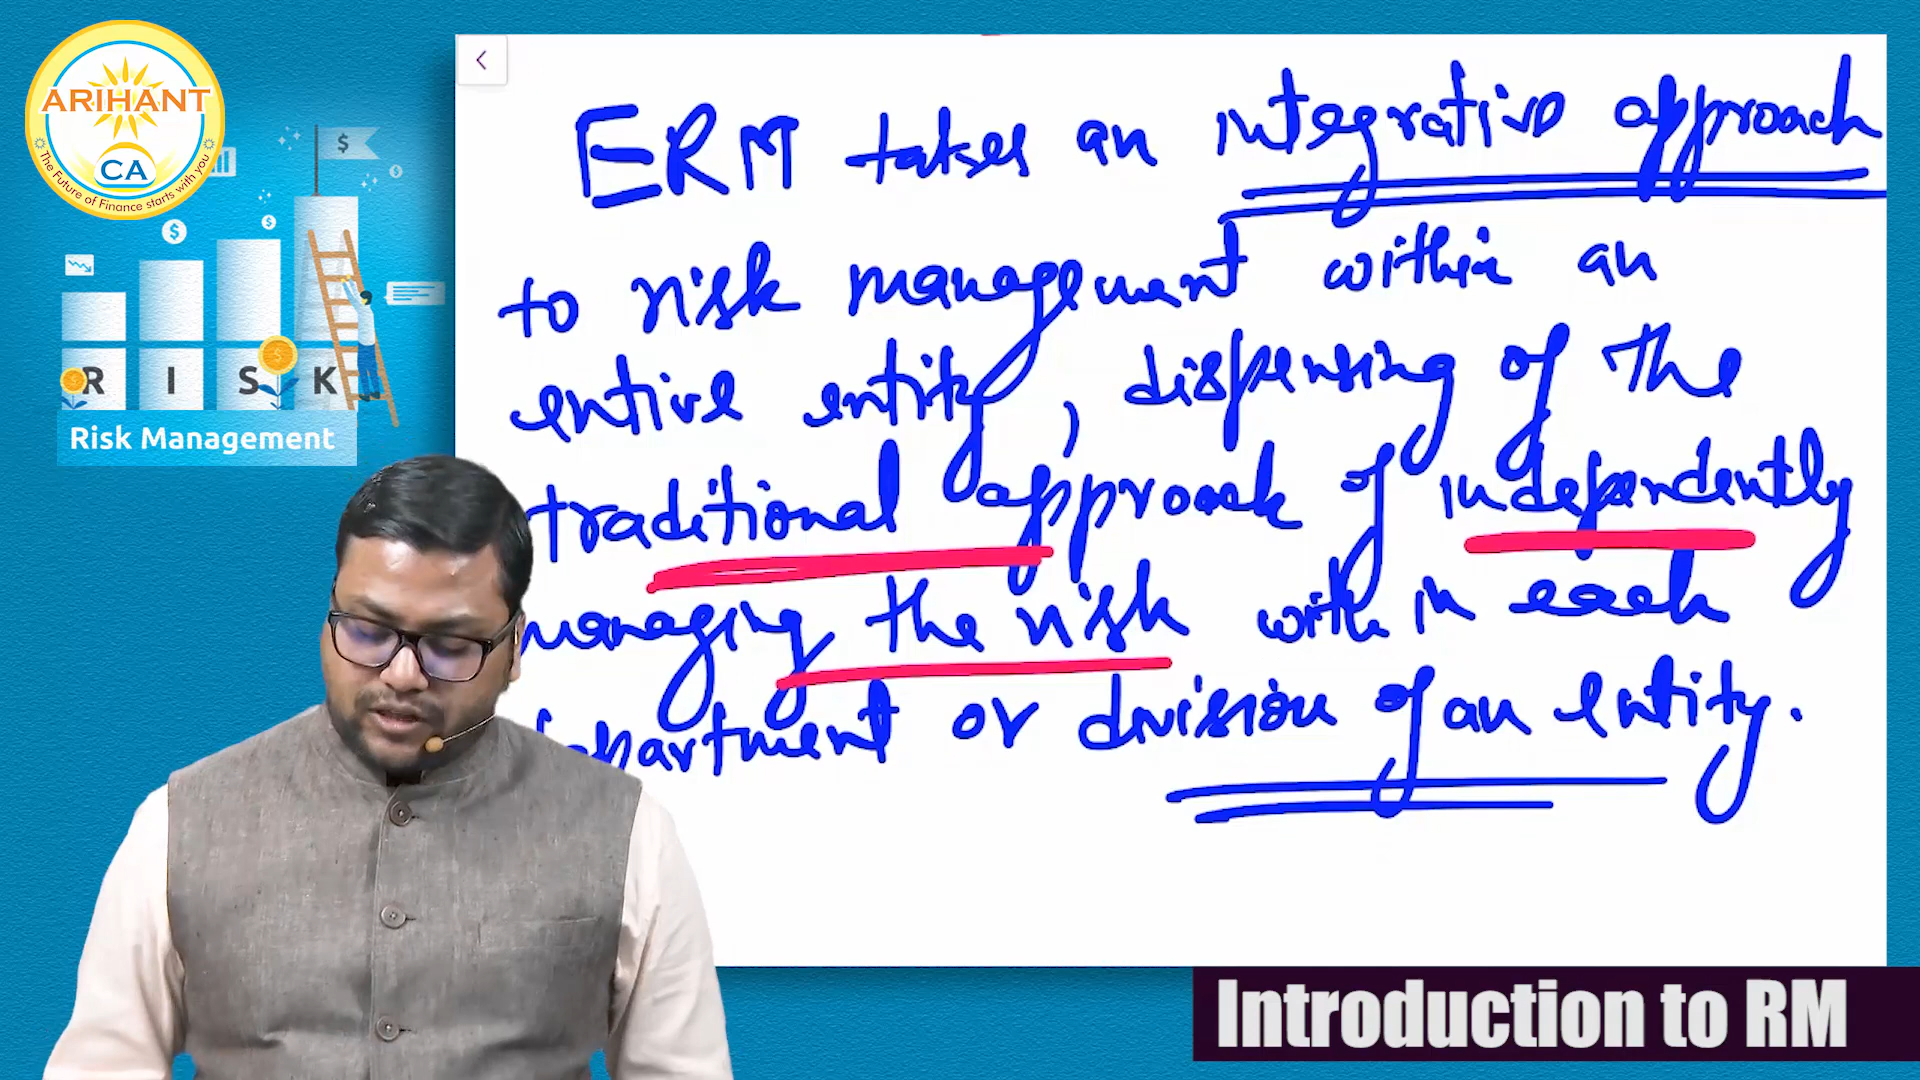 ARIHANT
CA
The Future of Finance starts with you
R I S K
Risk Management
ERM takes an integrative approach
to risk management within an
entire entity, dispensing of the
traditional approach of independently
managing the risk with in each
department or division of an entity.
Introduction to RM